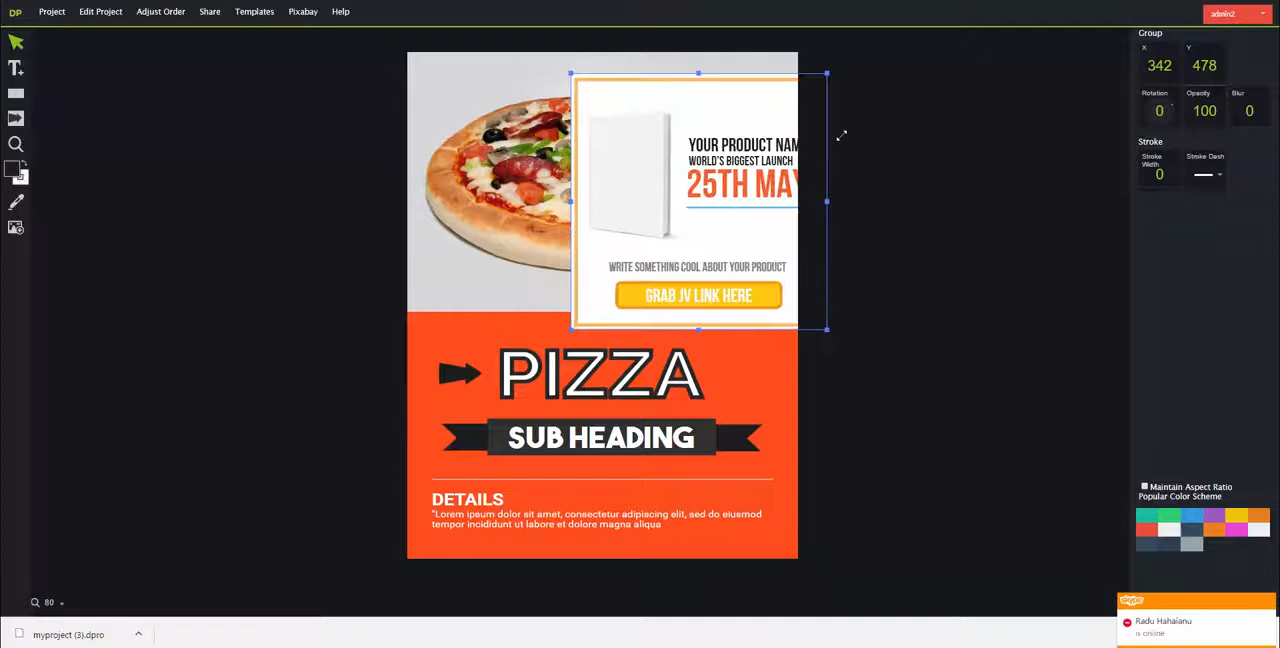 DP Project Edit Project Adjust Order Share Templates Pixabay Help admin2
Group
X Y
342 478
Rotation Opacity Blur
0 100 0
Stroke
Stroke Width Stroke Dash
0
T+
YOUR PRODUCT NAM
WORLD'S BIGGEST LAUNCH
25TH MAY
WRITE SOMETHING COOL ABOUT YOUR PRODUCT
GRAB JV LINK HERE
PIZZA
SUB HEADING
DETAILS
"Lorem ipsum dolor sit amet, consectetur adipiscing elit, sed do eiusmod
tempor incididunt ut labore et dolore magna aliqua
Maintain Aspect Ratio
Popular Color Scheme
80
skype
Radu Hahaianu
is online
myproject (3).dpro